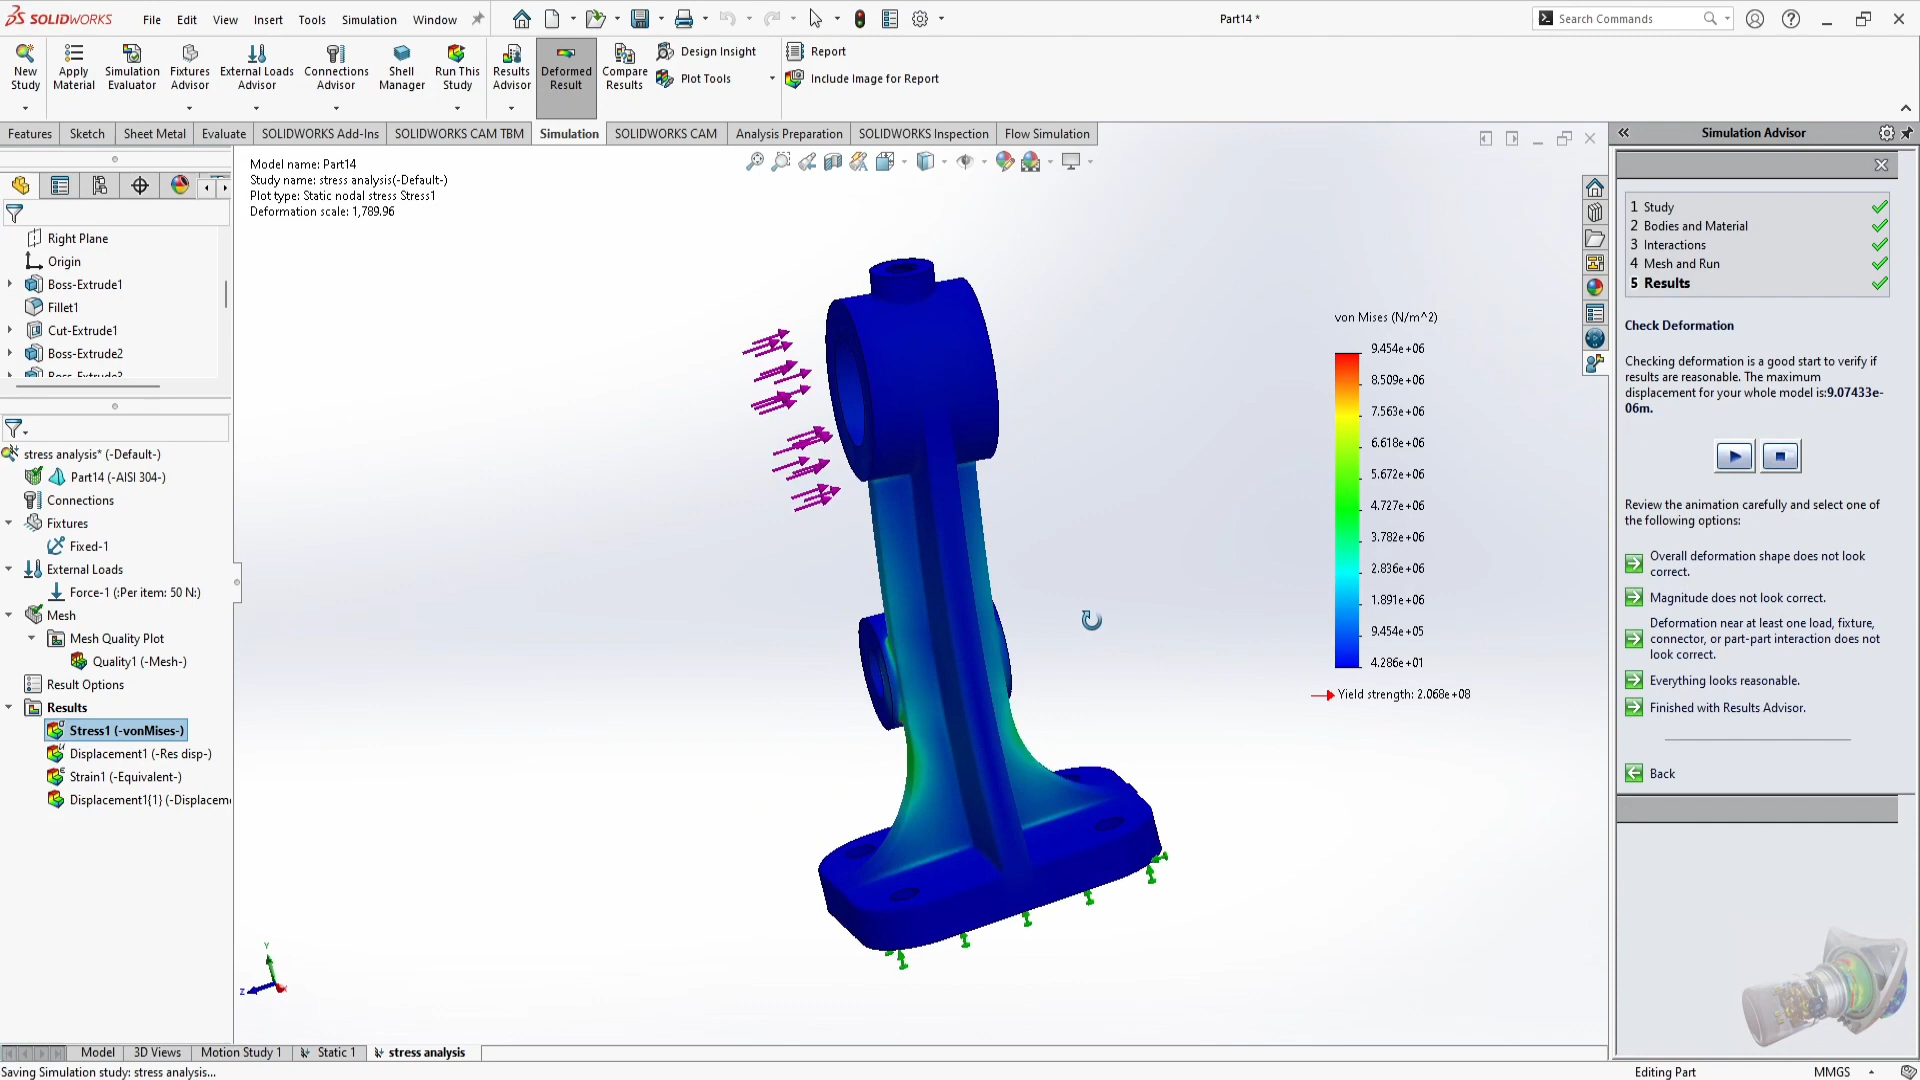 SOLIDWORKS File Edit View Insert Tools Simulation Window Part14 * Search Commands
New Study
Apply Material
Simulation Evaluator
Fixtures Advisor
External Loads Advisor
Connections Advisor
Shell Manager
Run This Study
Results Advisor
Deformed Result
Compare Results
Design Insight
Plot Tools
Report
Include Image for Report
Features Sketch Sheet Metal Evaluate SOLIDWORKS Add-Ins SOLIDWORKS CAM TBM Simulation SOLIDWORKS CAM Analysis Preparation SOLIDWORKS Inspection Flow Simulation
Right Plane
Origin
Boss-Extrude1
Fillet1
Cut-Extrude1
Boss-Extrude2
stress analysis* (-Default-)
Part14 (-AISI 304-)
Connections
Fixtures
Fixed-1
External Loads
Force-1 (:Per item: 50 N:)
Mesh
Mesh Quality Plot
Quality1 (-Mesh-)
Result Options
Results
Stress1 (-vonMises-)
Displacement1 (-Res disp-)
Strain1 (-Equivalent-)
Displacement1{1} (-Displacem
Model name: Part14
Study name: stress analysis(-Default-)
Plot type: Static nodal stress Stress1
Deformation scale: 1,789.96
von Mises (N/m^2)
9.454e+06
8.509e+06
7.563e+06
6.618e+06
5.672e+06
4.727e+06
3.782e+06
2.836e+06
1.891e+06
9.454e+05
4.286e+01
Yield strength: 2.068e+08
Y
Z
X
Simulation Advisor
1 Study
2 Bodies and Material
3 Interactions
4 Mesh and Run
5 Results
Check Deformation
Checking deformation is a good start to verify if
results are reasonable. The maximum
displacement for your whole model is:9.07433e-
06m.
Review the animation carefully and select one of
the following options:
Overall deformation shape does not look
correct.
Magnitude does not look correct.
Deformation near at least one load, fixture,
connector, or part-part interaction does not
look correct.
Everything looks reasonable.
Finished with Results Advisor.
Back
Model 3D Views Motion Study 1 Static 1 stress analysis
Saving Simulation study: stress analysis... Editing Part MMGS